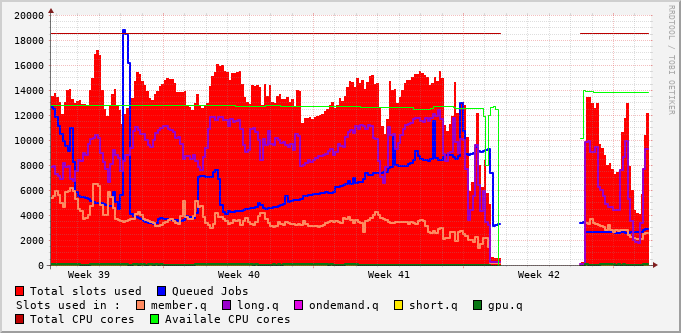 20000
18000
16000
14000
12000
10000
8000
6000
4000
2000
0
Week 39 Week 40 Week 41 Week 42
RRDTOOL / TOBI OETIKER
Total slots used Queued Jobs
Slots used in : member.q long.q ondemand.q short.q gpu.q
Total CPU cores Availale CPU cores